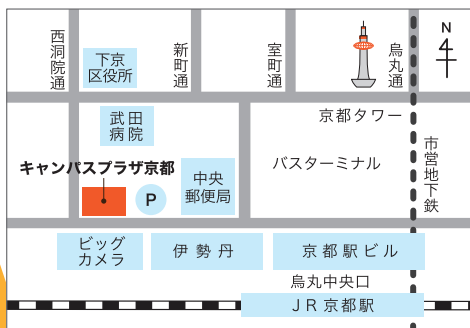 西洞院通
下京
区役所
新町通
室町通
烏丸通
N
武田
病院
京都タワー
市営地下鉄
キャンパスプラザ京都
P
中央
郵便局
バスターミナル
ビッグ
カメラ
伊勢丹
京都駅ビル
烏丸中央口
JR京都駅